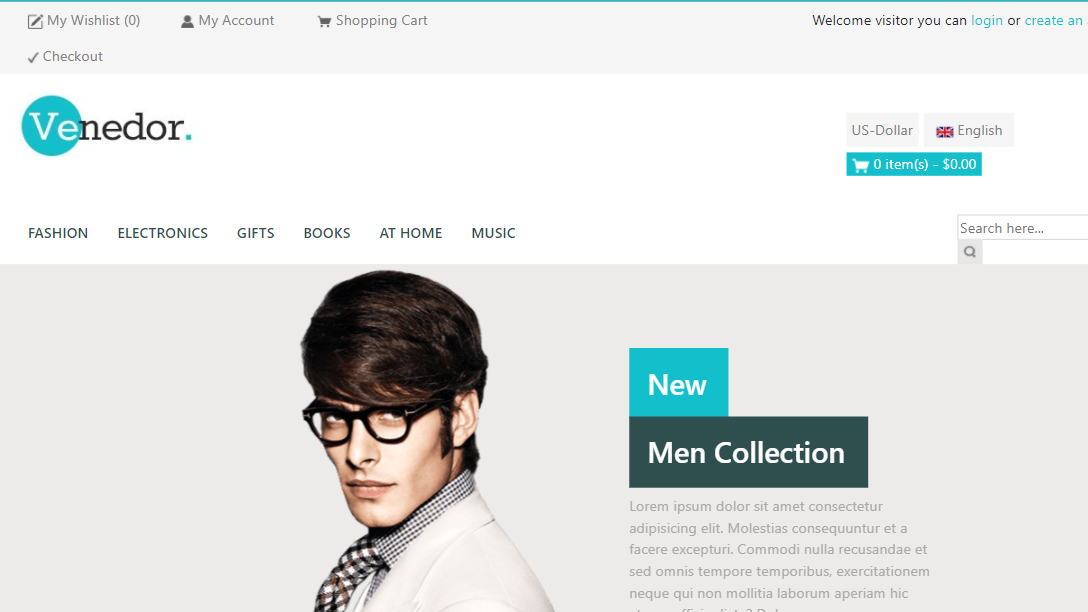 My Wishlist (0) My Account Shopping Cart Welcome visitor you can login or create an
Checkout
Venedor.
US-Dollar English
0 item(s) - $0.00
FASHION ELECTRONICS GIFTS BOOKS AT HOME MUSIC
Search here...
New
Men Collection
Lorem ipsum dolor sit amet consectetur
adipisicing elit. Molestias consequuntur et a
facere excepturi. Commodi nulla recusandae et
sed omnis tempore temporibus, exercitationem
neque qui non mollitia laborum aperiam hic